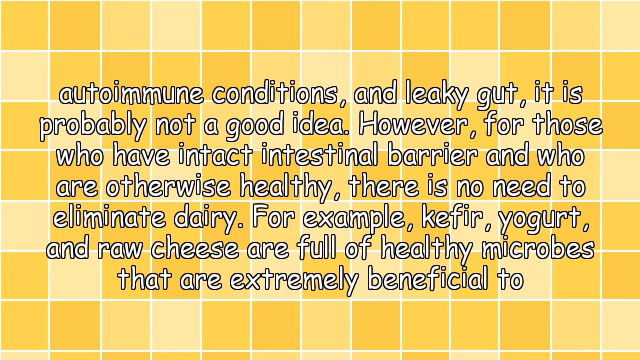 autoimmune conditions, and leaky gut, it is
probably not a good idea. However, for those
who have intact intestinal barrier and who
are otherwise healthy, there is no need to
eliminate dairy. For example, kefir, yogurt,
and raw cheese are full of healthy microbes
that are extremely beneficial to